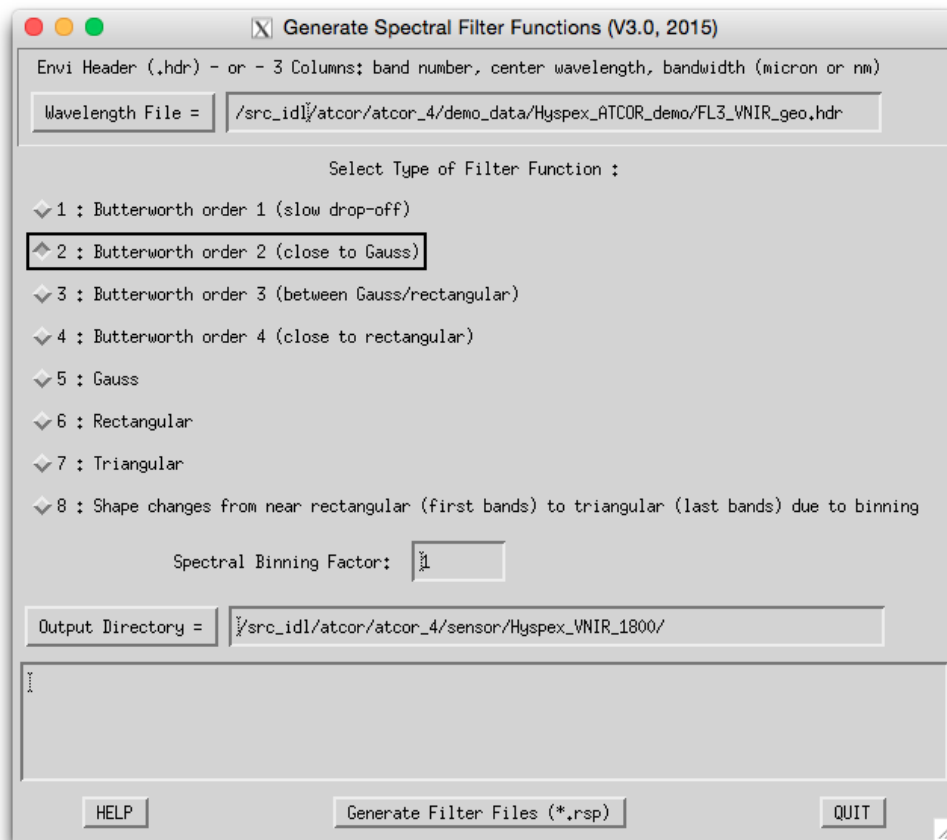 Generate Spectral Filter Functions (V3.0, 2015)
Envi Header (.hdr) - or - 3 Columns: band number, center wavelength, bandwidth (micron or nm)
Wavelength File = /src_idl/atcor/atcor_4/demo_data/Hyspex_ATCOR_demo/FL3_VNIR_geo.hdr
Select Type of Filter Function :
1 : Butterworth order 1 (slow drop-off)
2 : Butterworth order 2 (close to Gauss)
3 : Butterworth order 3 (between Gauss/rectangular)
4 : Butterworth order 4 (close to rectangular)
5 : Gauss
6 : Rectangular
7 : Triangular
8 : Shape changes from near rectangular (first bands) to triangular (last bands) due to binning
Spectral Binning Factor: 1
Output Directory = /src_idl/atcor/atcor_4/sensor/Hyspex_VNIR_1800/
HELP Generate Filter Files (*.rsp) QUIT